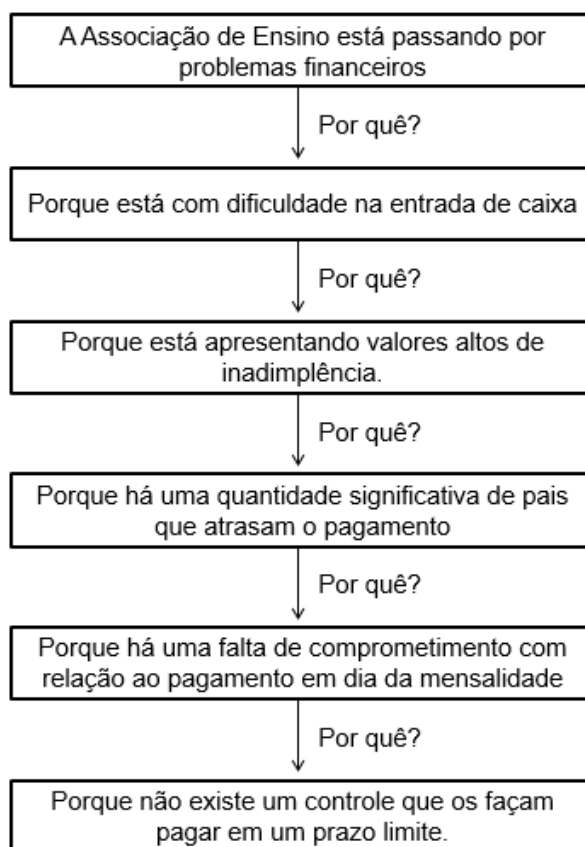 A Associação de Ensino está passando por
problemas financeiros
Por quê?
Porque está com dificuldade na entrada de caixa
Por quê?
Porque está apresentando valores altos de
inadimplência.
Por quê?
Porque há uma quantidade significativa de pais
que atrasam o pagamento
Por quê?
Porque há uma falta de comprometimento com
relação ao pagamento em dia da mensalidade
Por quê?
Porque não existe um controle que os façam
pagar em um prazo limite.